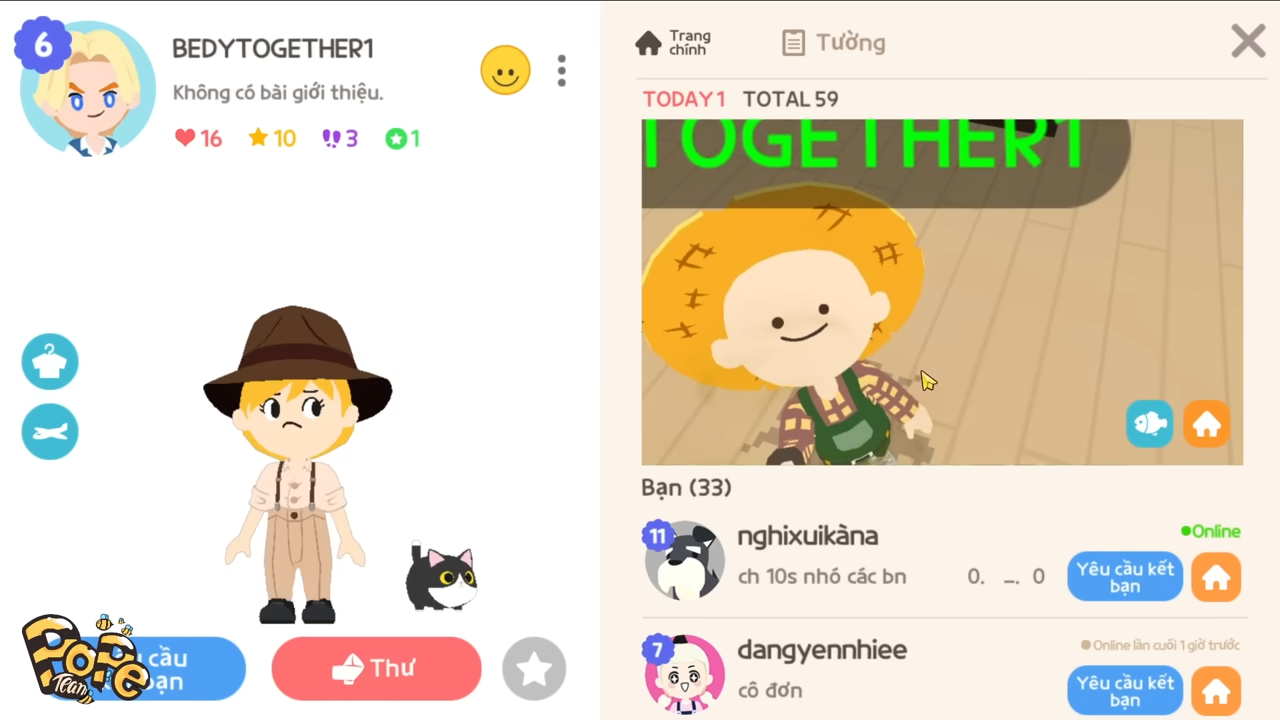 6
BEDYTOGETHER1
Không có bài giới thiệu.
16 10 3 1
cầu
bạn
Thư
PoPe
Team
Trang
chính
Tường
TODAY 1 TOTAL 59
TOGETHER1
Bạn (33)
11
nghixuikàna
Online
ch 10s nhó các bn 0. _. 0
Yêu cầu kết
bạn
7
dangyennhiee
Online lần cuối 1 giờ trước
cô đơn
Yêu cầu kết
bạn